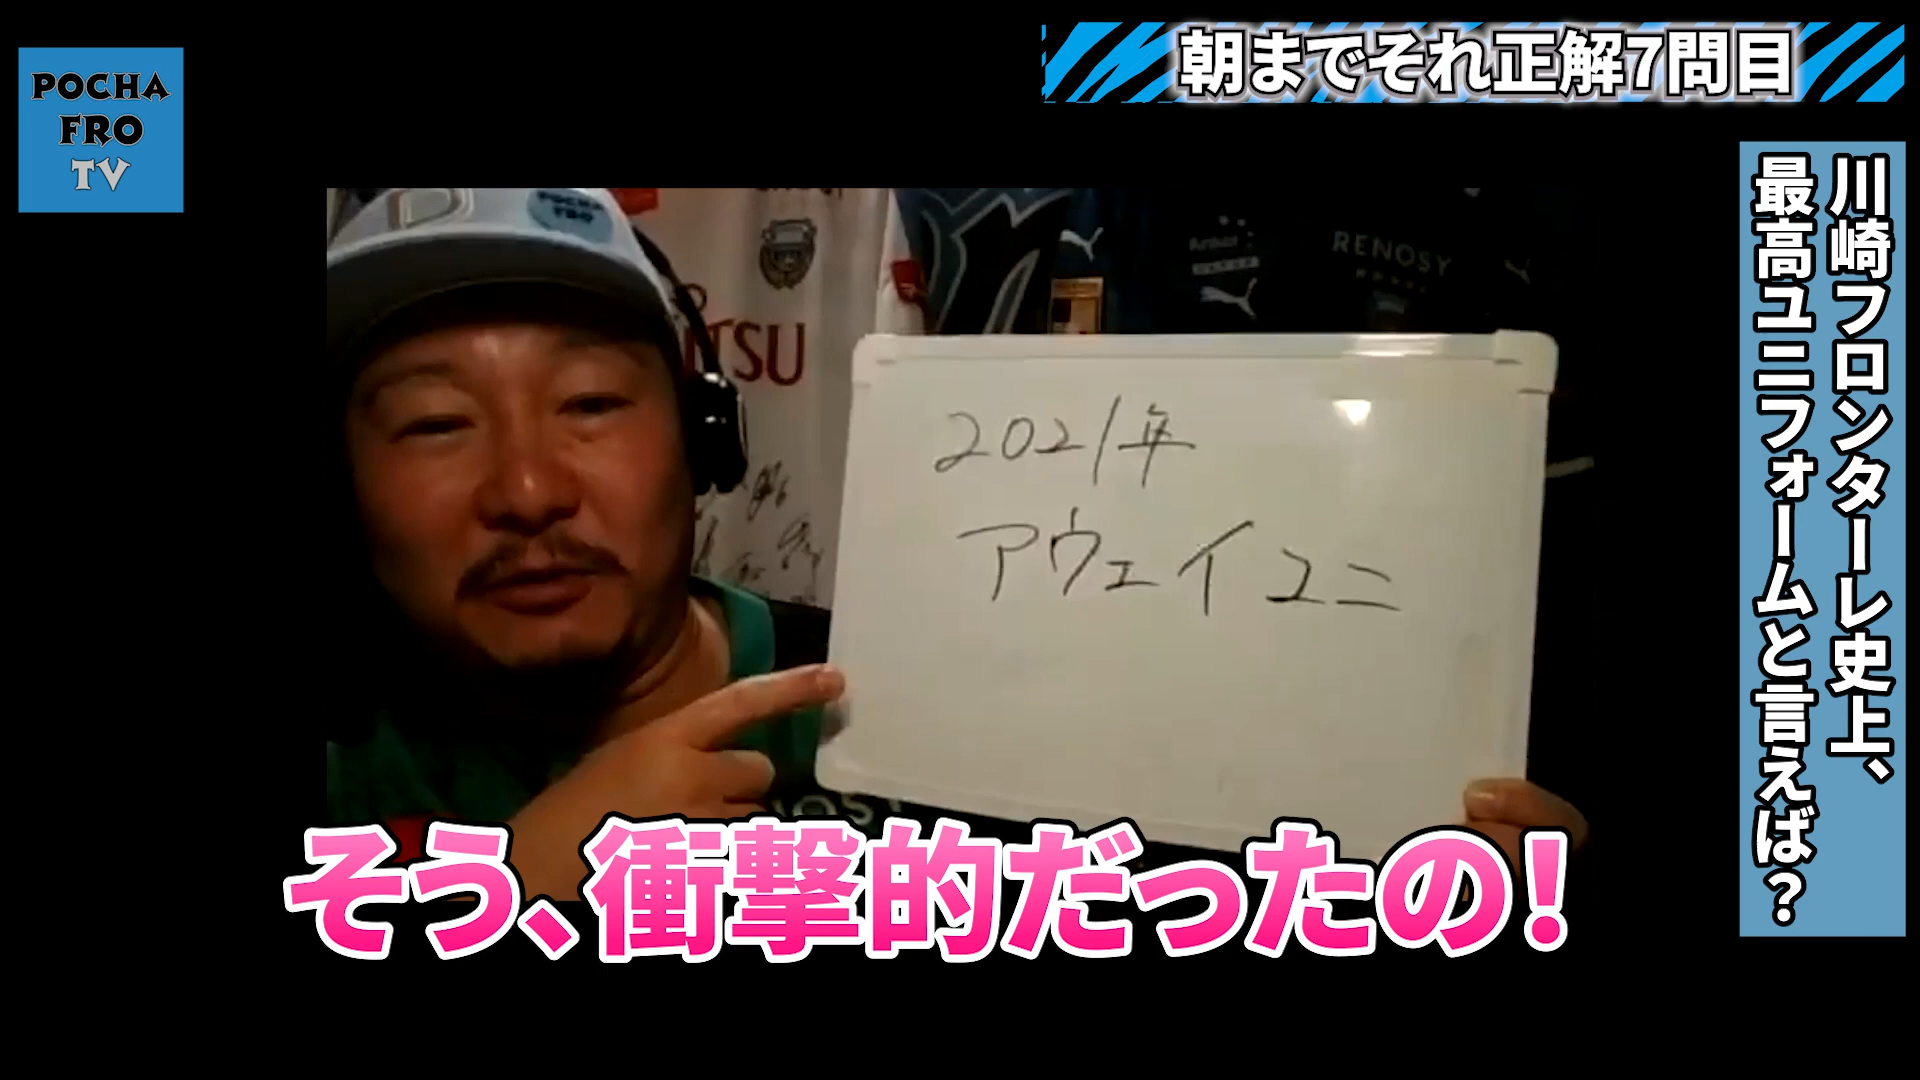 POCHA
FRO
TV
朝までそれ正解7問目
川崎フロンターレ史上、
最高ユニフォームと言えば？
POCHA
FRO
RENOSY
TSU
2021年
アウェイユニ
NOSY
そう、衝撃的だったの！